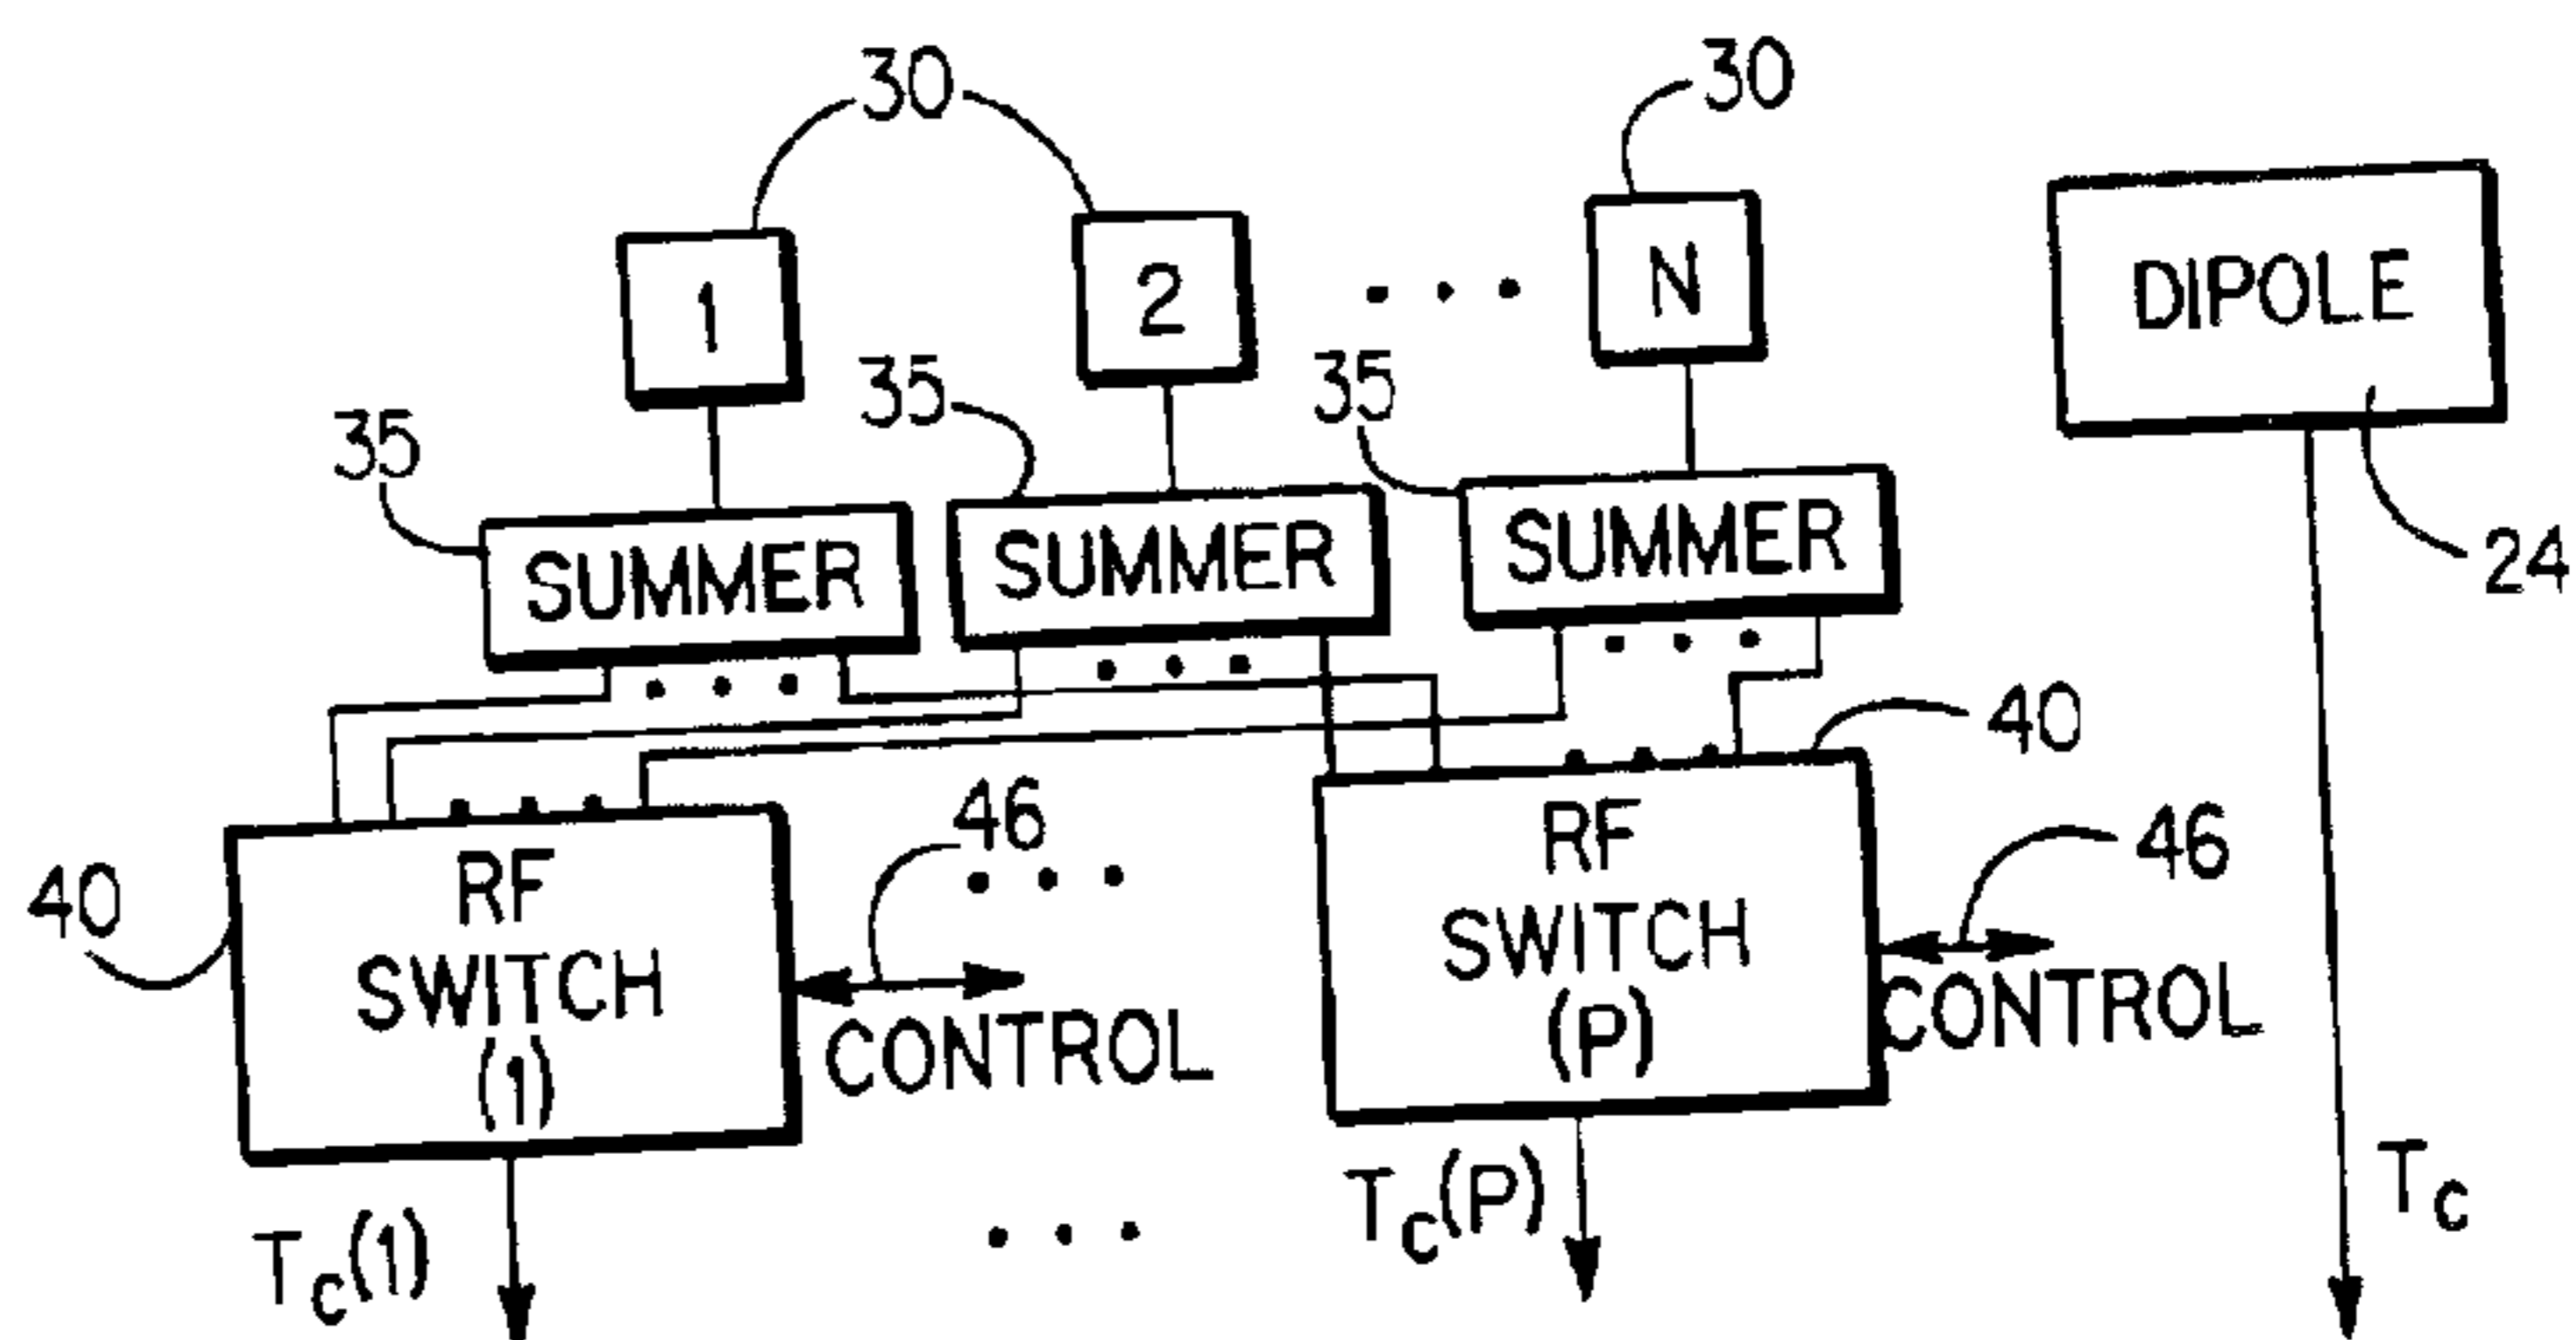 30
30
1
2
N
DIPOLE
35
35
35
SUMMER
SUMMER
SUMMER
24
40
40
46
46
RF
SWITCH
(1)
RF
SWITCH
(P)
CONTROL
CONTROL
Tc(1)
Tc(P)
Tc